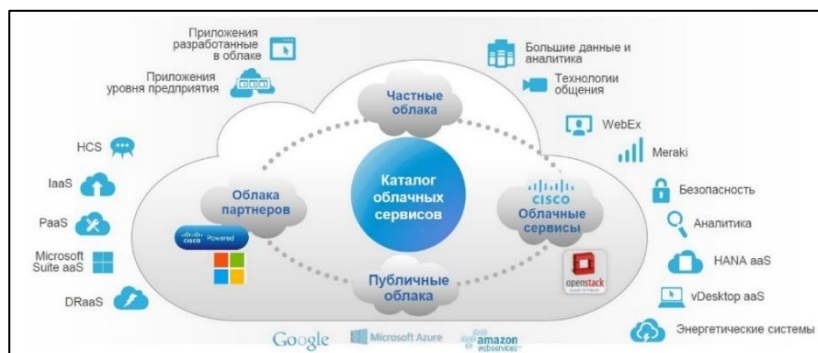 Приложения
разработанные
в облаке
Приложения
уровня предприятия
HCS
IaaS
PaaS
Microsoft
Suite aaS
DRaaS
Частные
облака
Облака
партнеров
CISCO Powered
Каталог
облачных
сервисов
CISCO
Облачные
сервисы
openstack
Публичные
облака
Google
Microsoft Azure
amazon
webservices
Большие данные и
аналитика
Технологии
общения
WebEx
Meraki
Безопасность
Аналитика
HANA aaS
vDesktop aaS
Энергетические системы